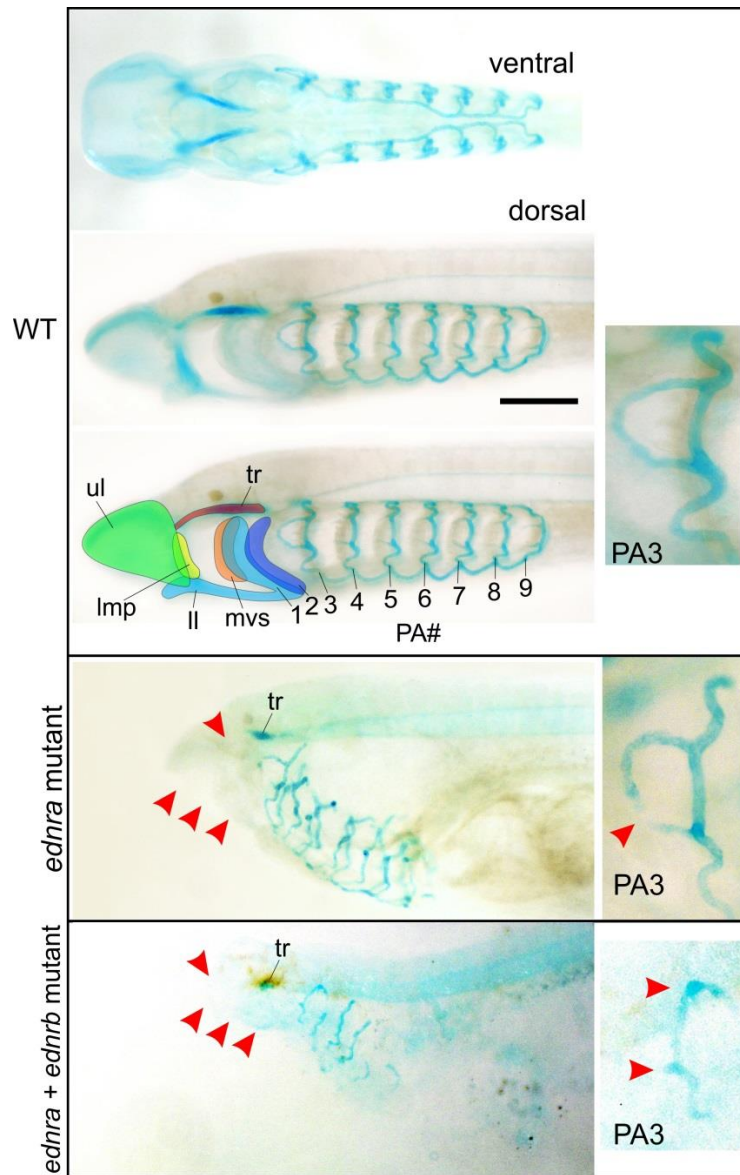 ventral
dorsal
WT
ul
tr
lmp
ll
mvs
1
2
3
4
5
6
7
8
9
PA#
PA3
ednra mutant
tr
PA3
ednra + ednrb mutant
tr
PA3